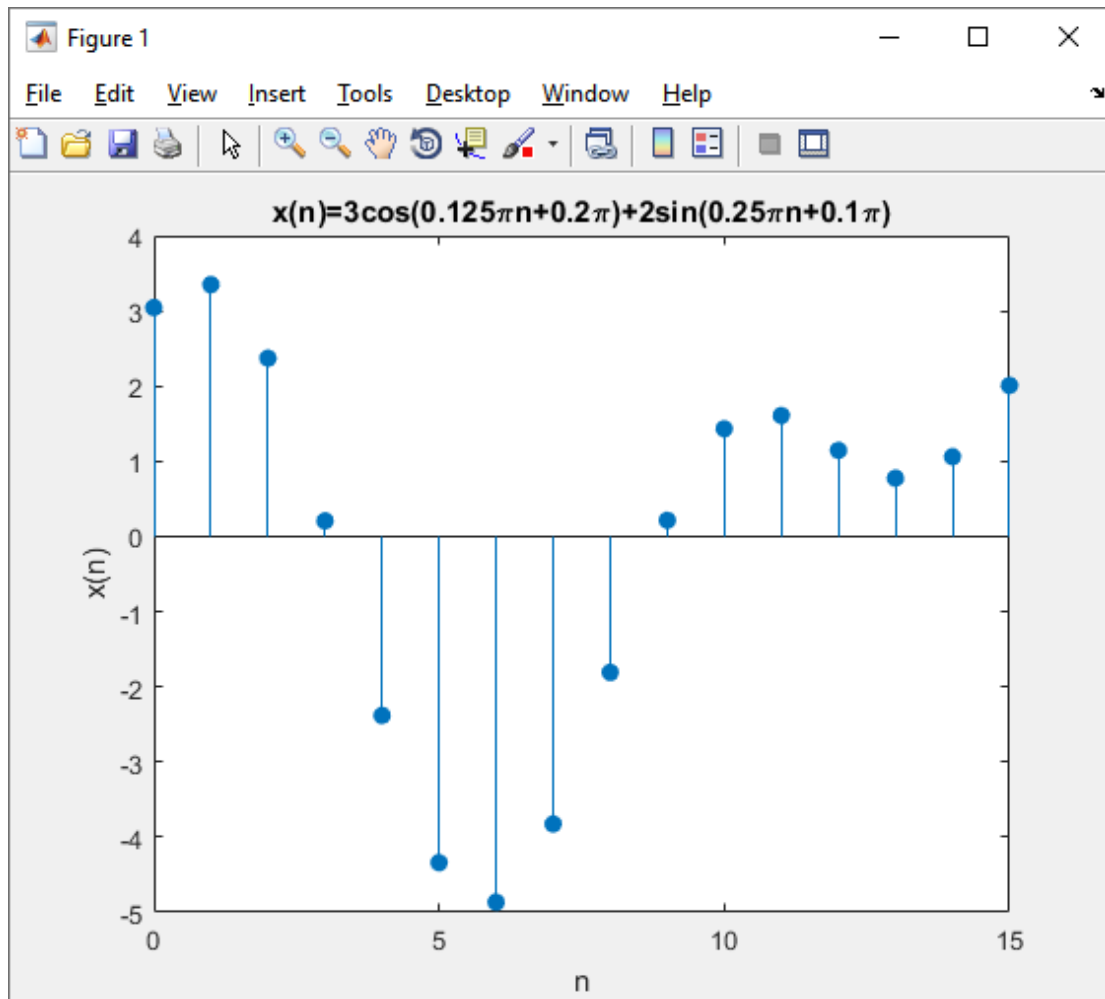 Figure 1
File Edit View Insert Tools Desktop Window Help
x(n)=3cos(0.125πn+0.2π)+2sin(0.25πn+0.1π)
4
3
2
1
0
-1
-2
-3
-4
-5
x(n)
0 5 10 15
n